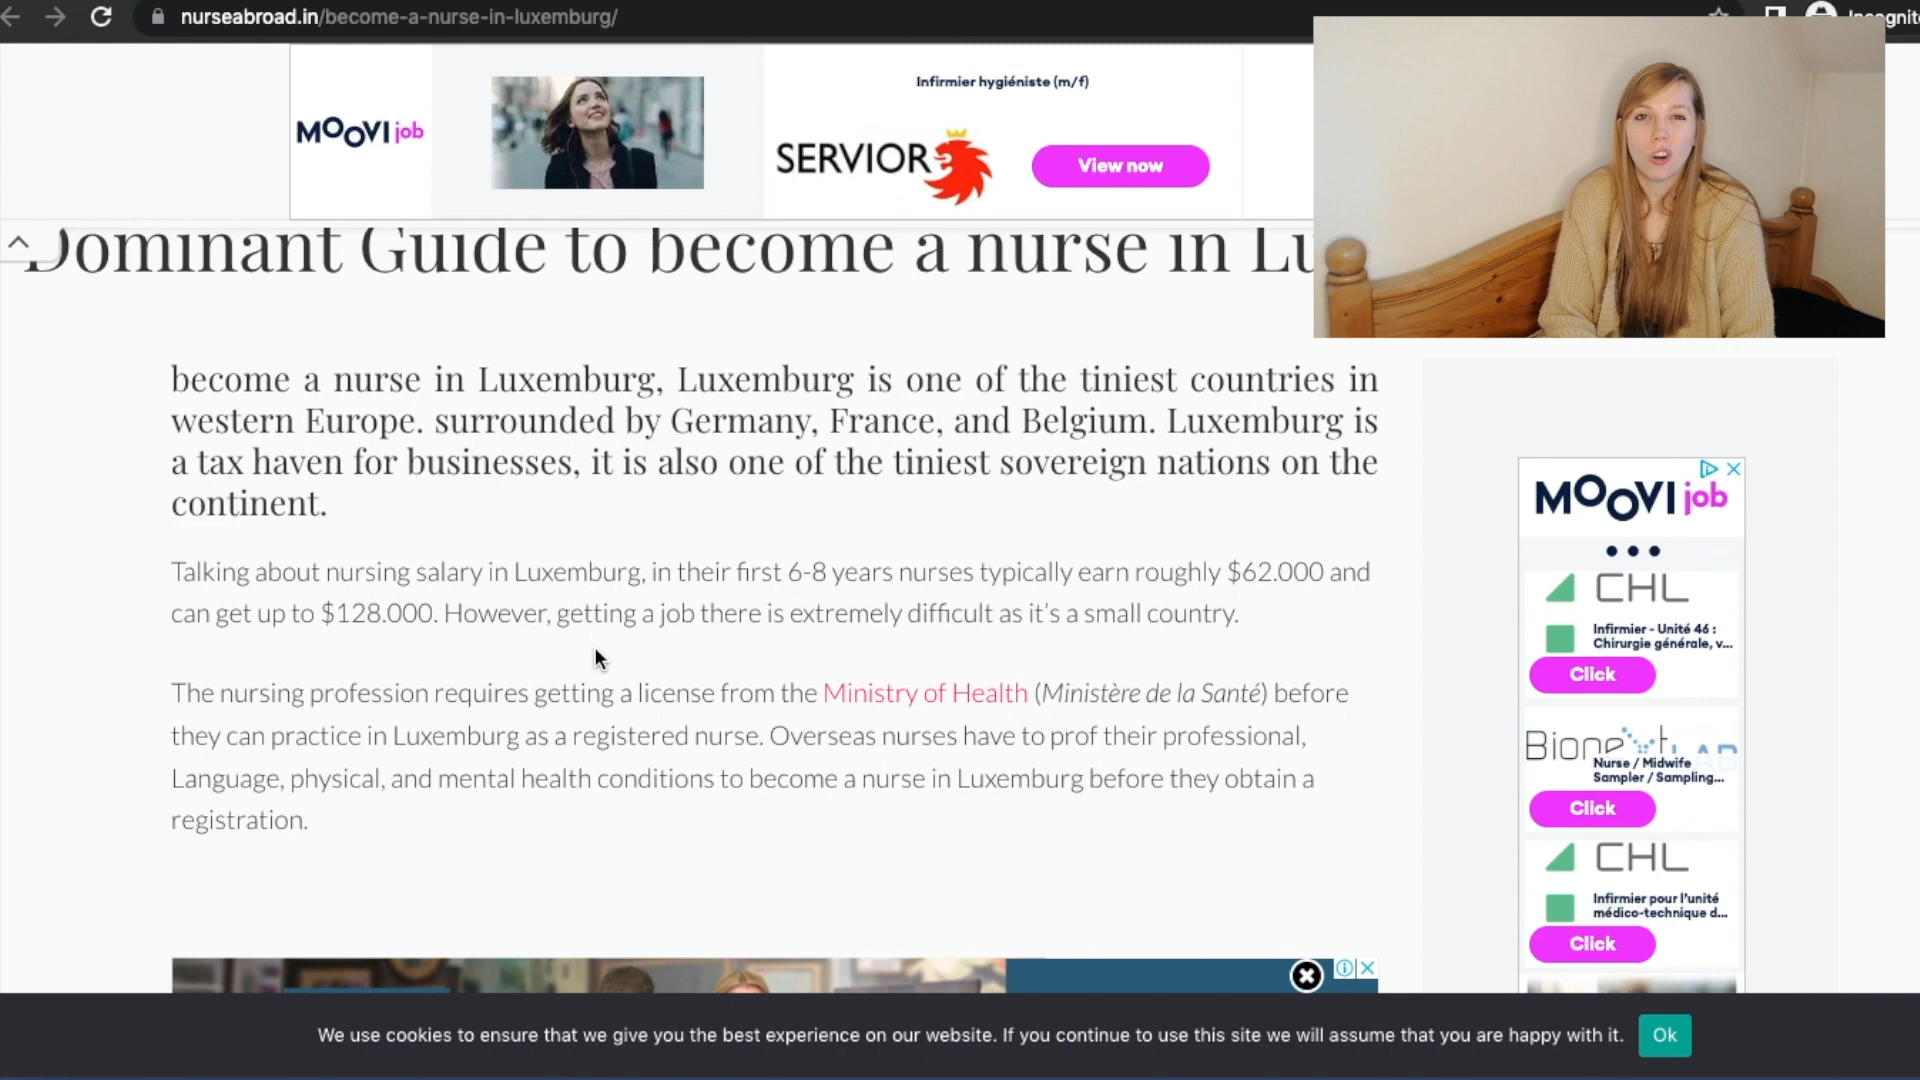 nurseabroad.in/become-a-nurse-in-luxemburg/
MOOVI job
Infirmier hygiéniste (m/f)
SERVIOR
View now
Dominant Guide to become a nurse in
become a nurse in Luxemburg, Luxemburg is one of the tiniest countries in
western Europe. surrounded by Germany, France, and Belgium. Luxemburg is
a tax haven for businesses, it is also one of the tiniest sovereign nations on the
continent.
Talking about nursing salary in Luxemburg, in their first 6-8 years nurses typically earn roughly $62.000 and
can get up to $128.000. However, getting a job there is extremely difficult as it's a small country.
The nursing profession requires getting a license from the Ministry of Health (Ministère de la Santé) before
they can practice in Luxemburg as a registered nurse. Overseas nurses have to prof their professional,
Language, physical, and mental health conditions to become a nurse in Luxemburg before they obtain a
registration.
MOOVI job
CHL
Infirmier - Unité 46 :
Chirurgie générale, v...
Click
Bionext LAB
Nurse / Midwife
Sampler / Sampling...
Click
CHL
Infirmier pour l'unité
médico-technique d...
Click
We use cookies to ensure that we give you the best experience on our website. If you continue to use this site we will assume that you are happy with it.
Ok